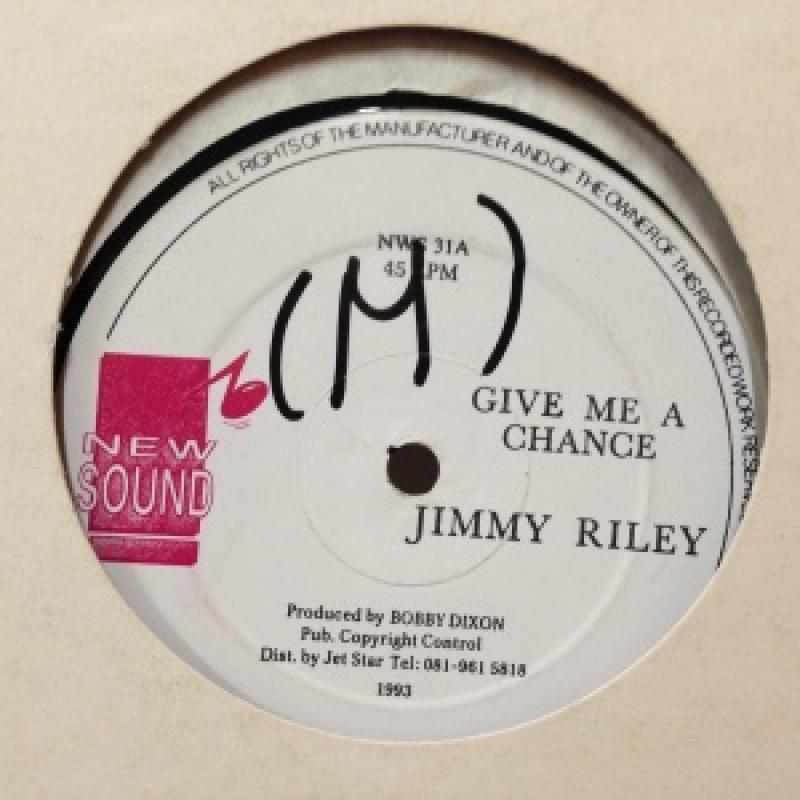 ALL RIGHTS OF THE MANUFACTURER AND OF THE OWNER OF THIS RECORDED WORK
31A
45
(M)
GIVE ME A
CHANCE
NEW
SOUND
JIMMY RILEY
Produced by BOBBY DIXON
Pub. Copyright Control
Dist. by Jet Star Tel: 081-961 5818
1993